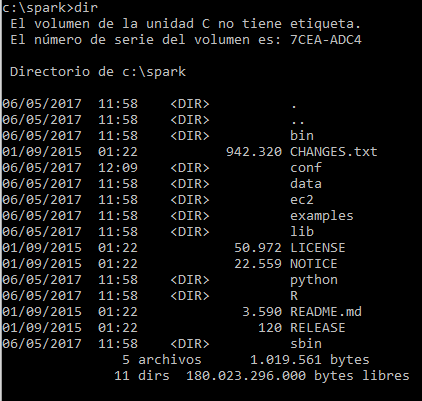 c:\spark>dir
El volumen de la unidad C no tiene etiqueta.
El número de serie del volumen es: 7CEA-ADC4
Directorio de c:\spark
06/05/2017  11:58    <DIR>          .
06/05/2017  11:58    <DIR>          ..
06/05/2017  11:58    <DIR>          bin
01/09/2015  01:22           942.320 CHANGES.txt
06/05/2017  12:09    <DIR>          conf
06/05/2017  11:58    <DIR>          data
06/05/2017  11:58    <DIR>          ec2
06/05/2017  11:58    <DIR>          examples
06/05/2017  11:58    <DIR>          lib
01/09/2015  01:22            50.972 LICENSE
01/09/2015  01:22            22.559 NOTICE
06/05/2017  11:58    <DIR>          python
06/05/2017  11:58    <DIR>          R
01/09/2015  01:22             3.590 README.md
01/09/2015  01:22               120 RELEASE
06/05/2017  11:58    <DIR>          sbin
5 archivos      1.019.561 bytes
11 dirs  180.023.296.000 bytes libres